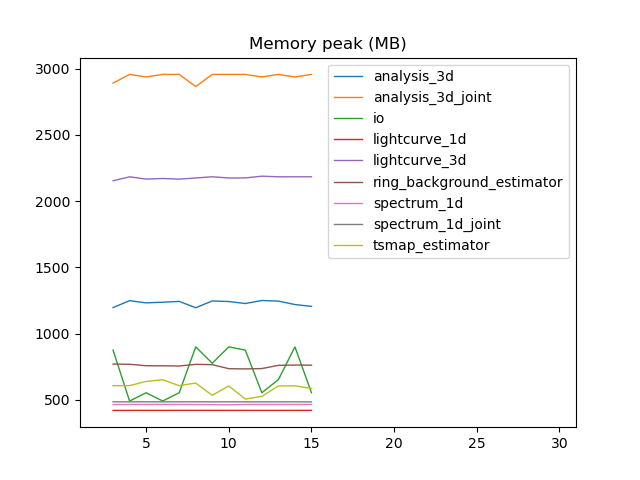 Memory peak (MB)
3000
2500
2000
1500
1000
500
5
10
15
20
25
30
analysis_3d
analysis_3d_joint
io
lightcurve_1d
lightcurve_3d
ring_background_estimator
spectrum_1d
spectrum_1d_joint
tsmap_estimator